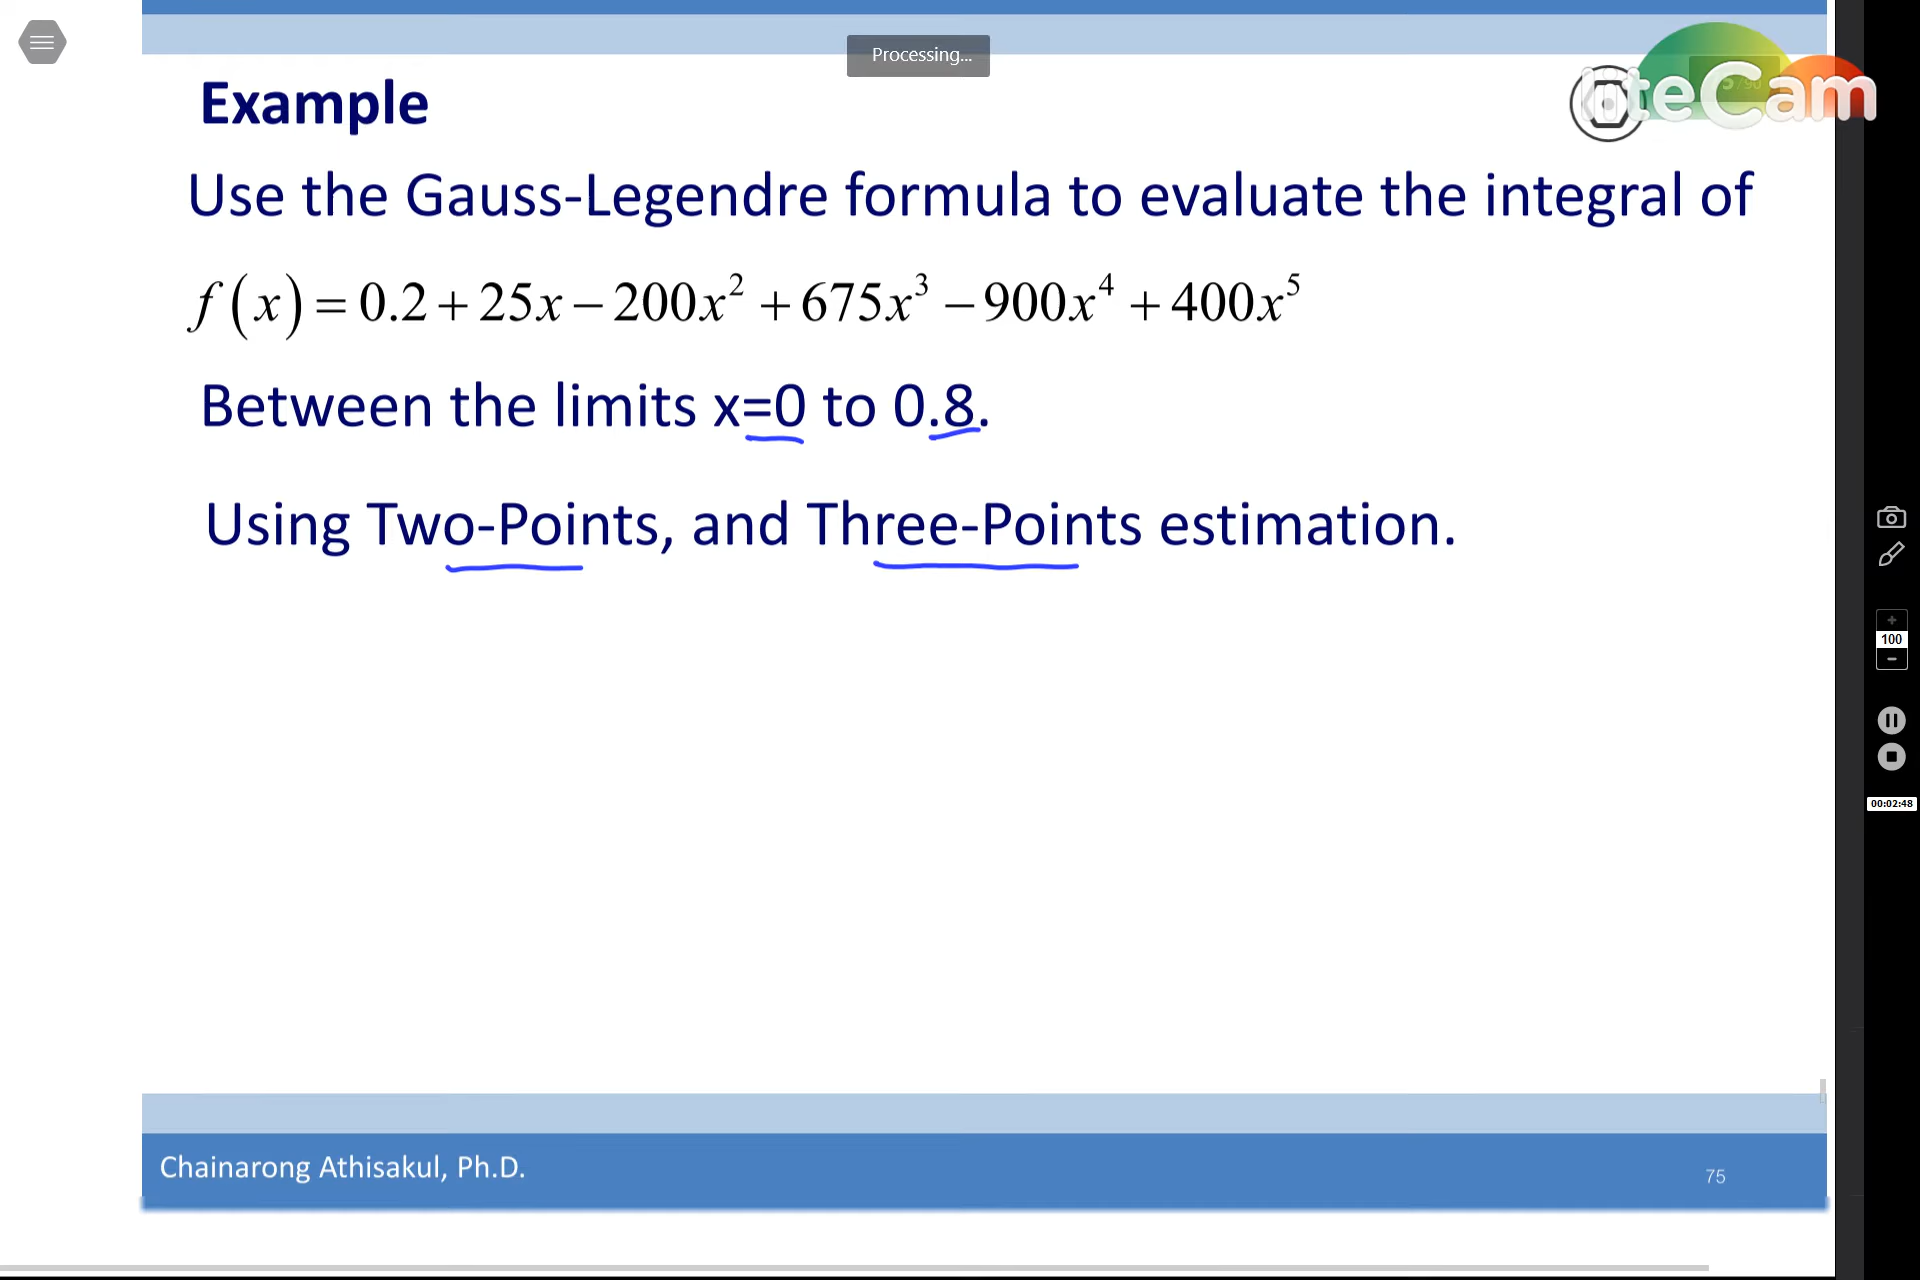 Processing...
Example
liteCam
Use the Gauss-Legendre formula to evaluate the integral of
f(x) = 0.2 + 25x − 200x² + 675x³ − 900x⁴ + 400x⁵
Between the limits x=0 to 0.8.
Using Two-Points, and Three-Points estimation.
+
100
−
00:02:48
Chainarong Athisakul, Ph.D.
75